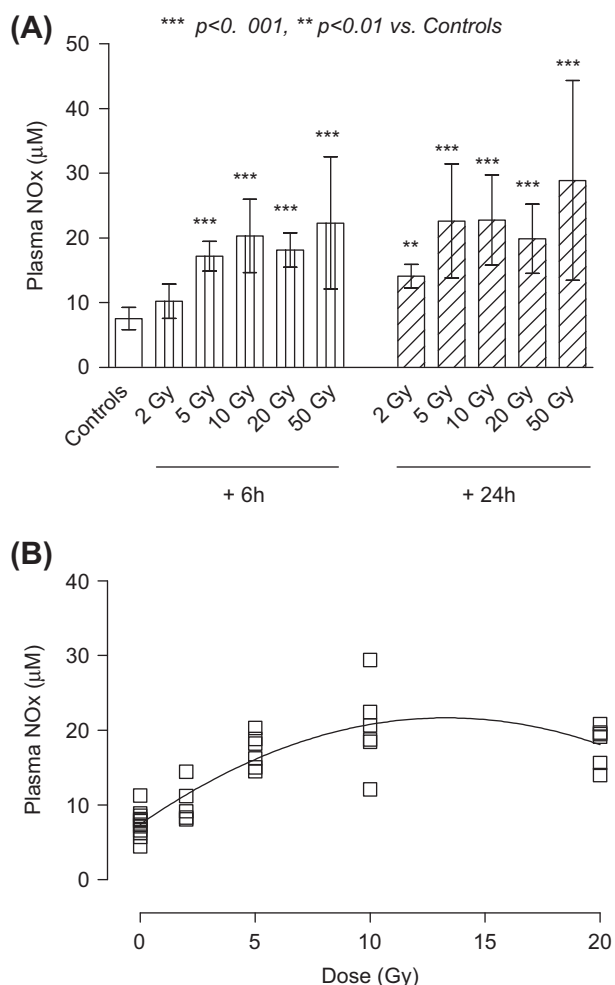 (A)
*** p<0. 001, ** p<0.01 vs. Controls
Plasma NOx (μM)
60
50
40
30
20
10
0
*** *** *** ***
** *** *** *** ***
Controls 2 Gy 5 Gy 10 Gy 20 Gy 50 Gy 2 Gy 5 Gy 10 Gy 20 Gy 50 Gy
+ 6h + 24h
(B)
Plasma NOx (μM)
40
30
20
10
0
0 5 10 15 20
Dose (Gy)